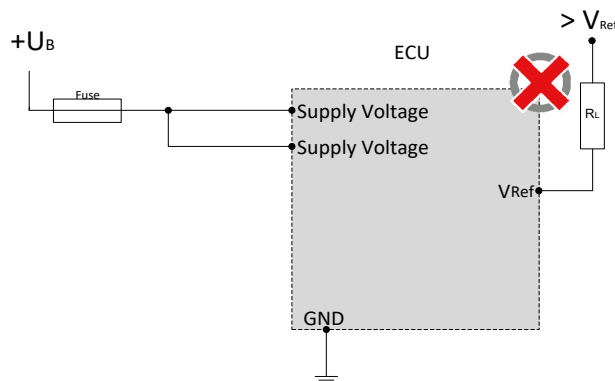 > VRef
+UB
ECU
Fuse
Supply Voltage
RL
Supply Voltage
VRef
GND